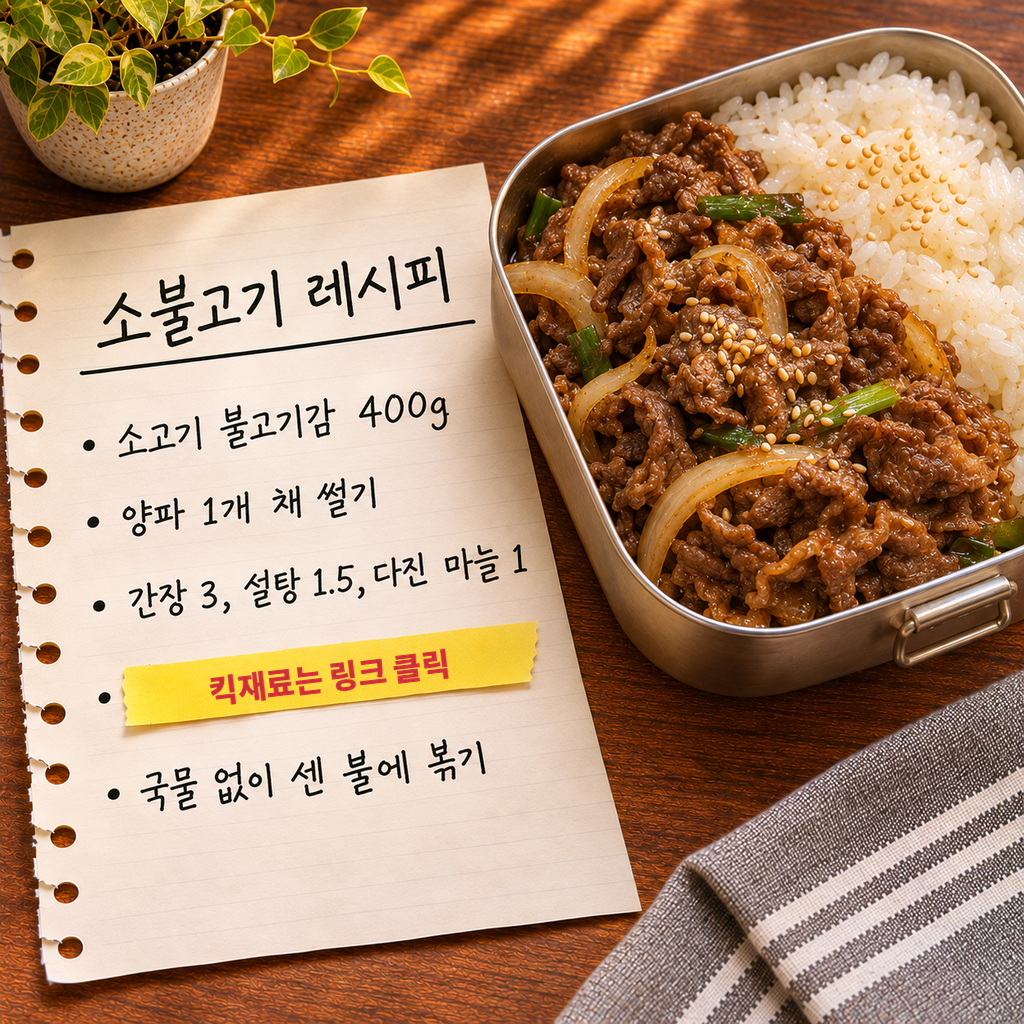 소불고기 레시피
• 소고기 불고기감 400g
• 양파 1개 채 썰기
• 간장 3, 설탕 1.5, 다진 마늘 1
• 킥재료는 링크 클릭
• 국물 없이 센 불에 볶기